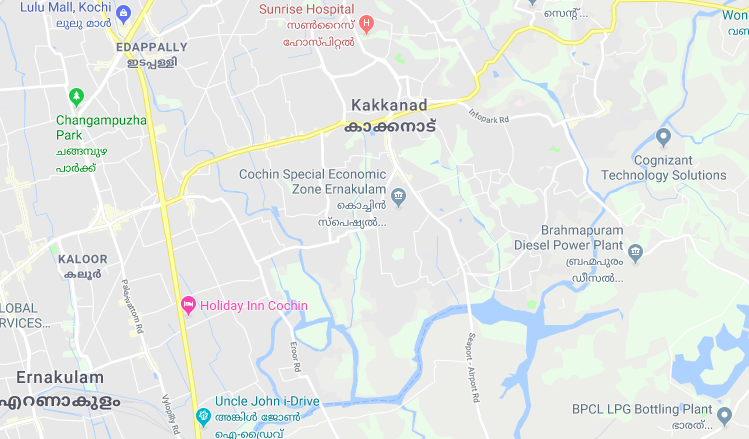 Lulu Mall, Kochi
ലുലു മാൾ
Sunrise Hospital
സൺറൈസ്
ഹോസ്പിറ്റൽ
സെന്റ്...
EDAPPALLY
ഇടപ്പള്ളി
Changampuzha
Park
ചങ്ങമ്പുഴ
പാർക്ക്
Kakkanad
കാക്കനാട്
Infopark Rd
Cognizant
Technology Solutions
Cochin Special Economic
Zone Ernakulam
കൊച്ചിൻ
സ്പെഷ്യൽ...
Brahmapuram
Diesel Power Plant
ബ്രഹ്മപുരം
ഡീസൽ...
KALOOR
കലൂർ
Palarivattom Rd
Holiday Inn Cochin
Eroor Rd
Seaport - Airport Rd
Ernakulam
എറണാകുളം
Vylopilly Rd
Uncle John i-Drive
അങ്കിൾ ജോൺ
ഐ-ഡ്രൈവ്
BPCL LPG Bottling Plant
ഭാരത്...